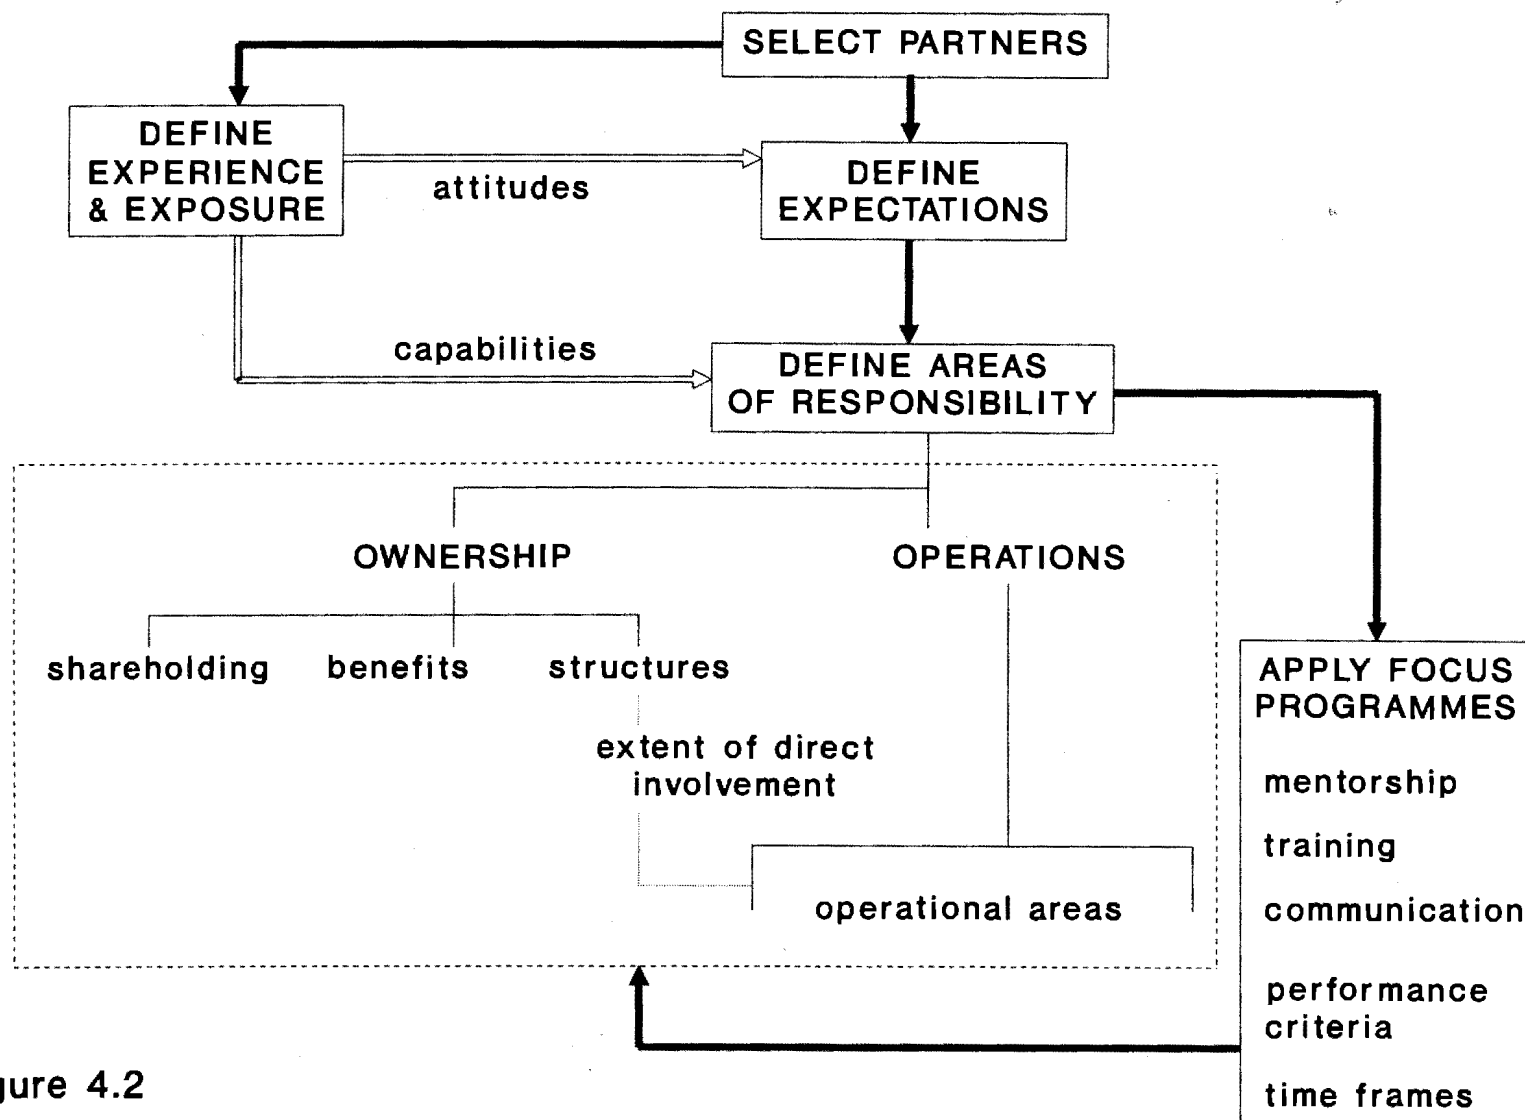 SELECT PARTNERS
DEFINE
EXPERIENCE
& EXPOSURE
attitudes
DEFINE
EXPECTATIONS
capabilities
DEFINE AREAS
OF RESPONSIBILITY
OWNERSHIP
OPERATIONS
shareholding
benefits
structures
extent of direct
involvement
operational areas
APPLY FOCUS
PROGRAMMES
mentorship
training
communication
performance
criteria
time frames
gure 4.2